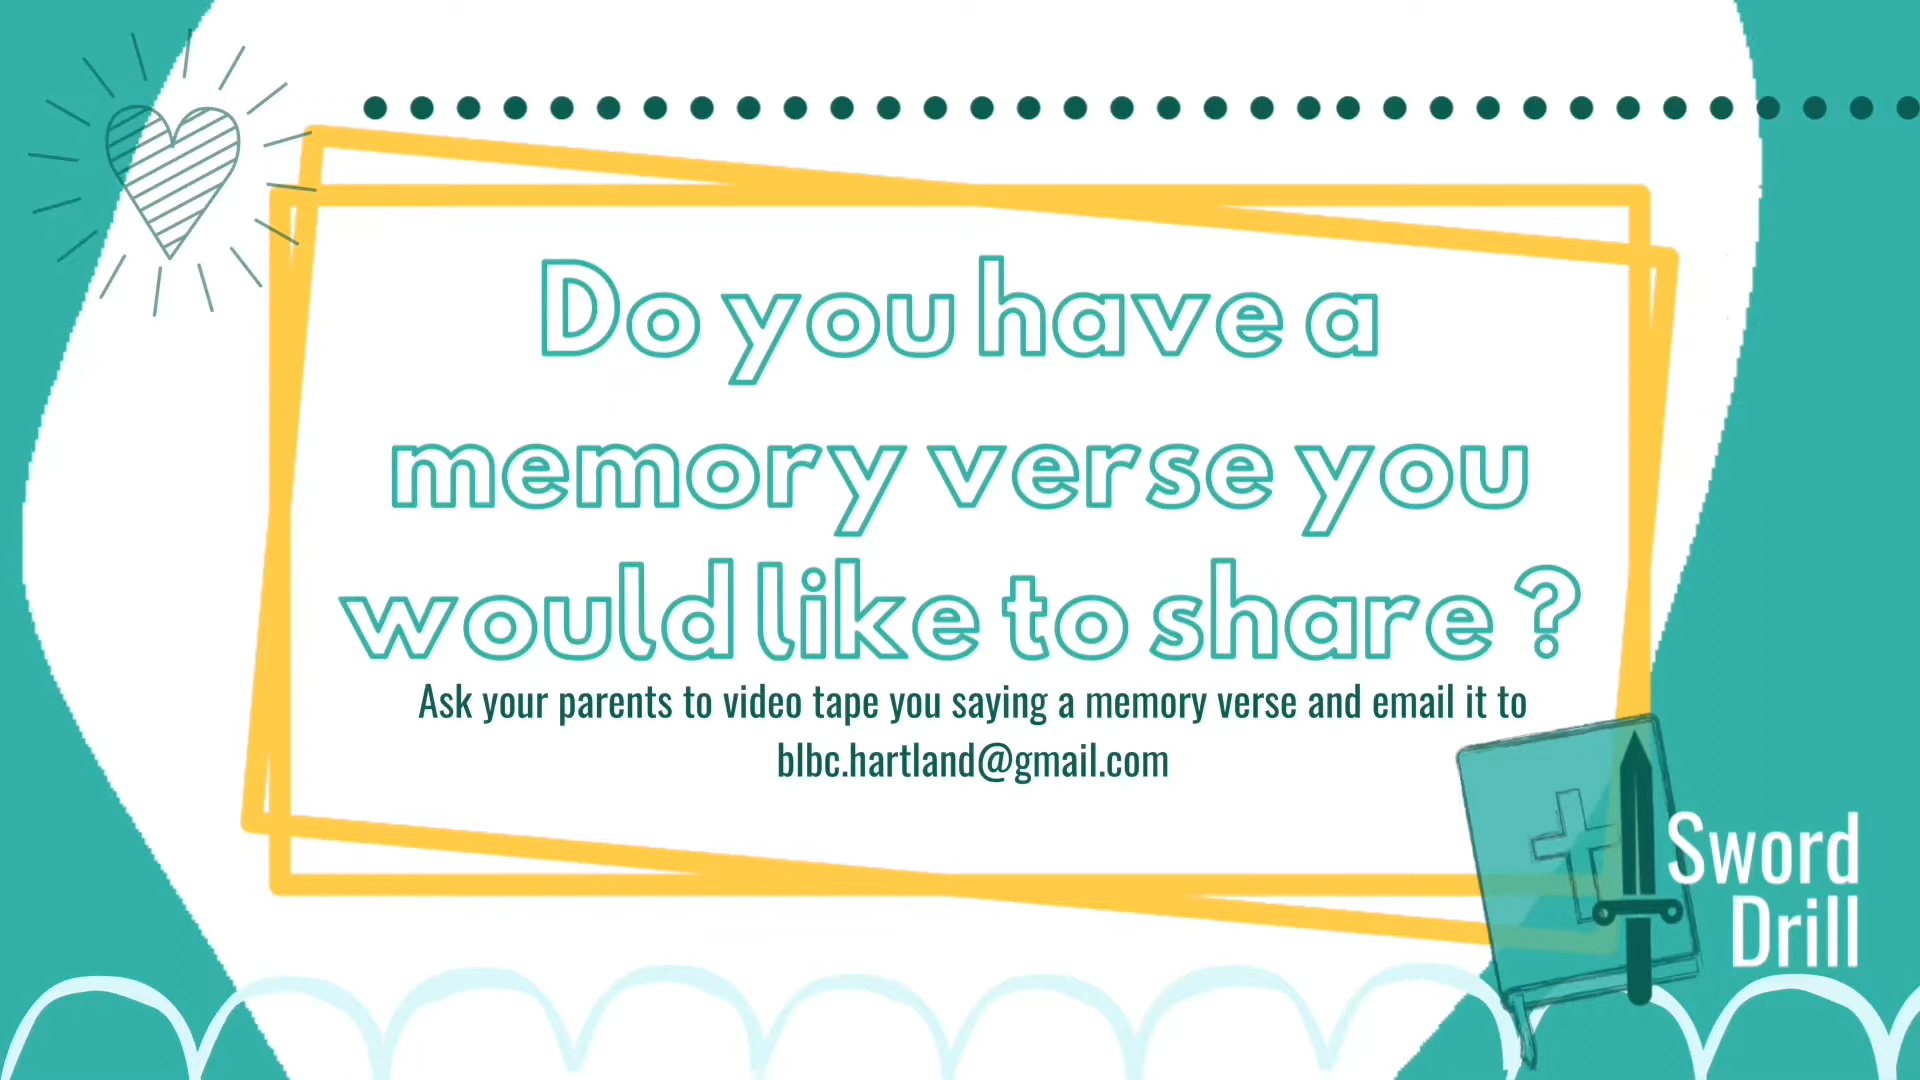 Do you have a
memory verse you
would like to share ?
Ask your parents to video tape you saying a memory verse and email it to
blbc.hartland@gmail.com
Sword
Drill